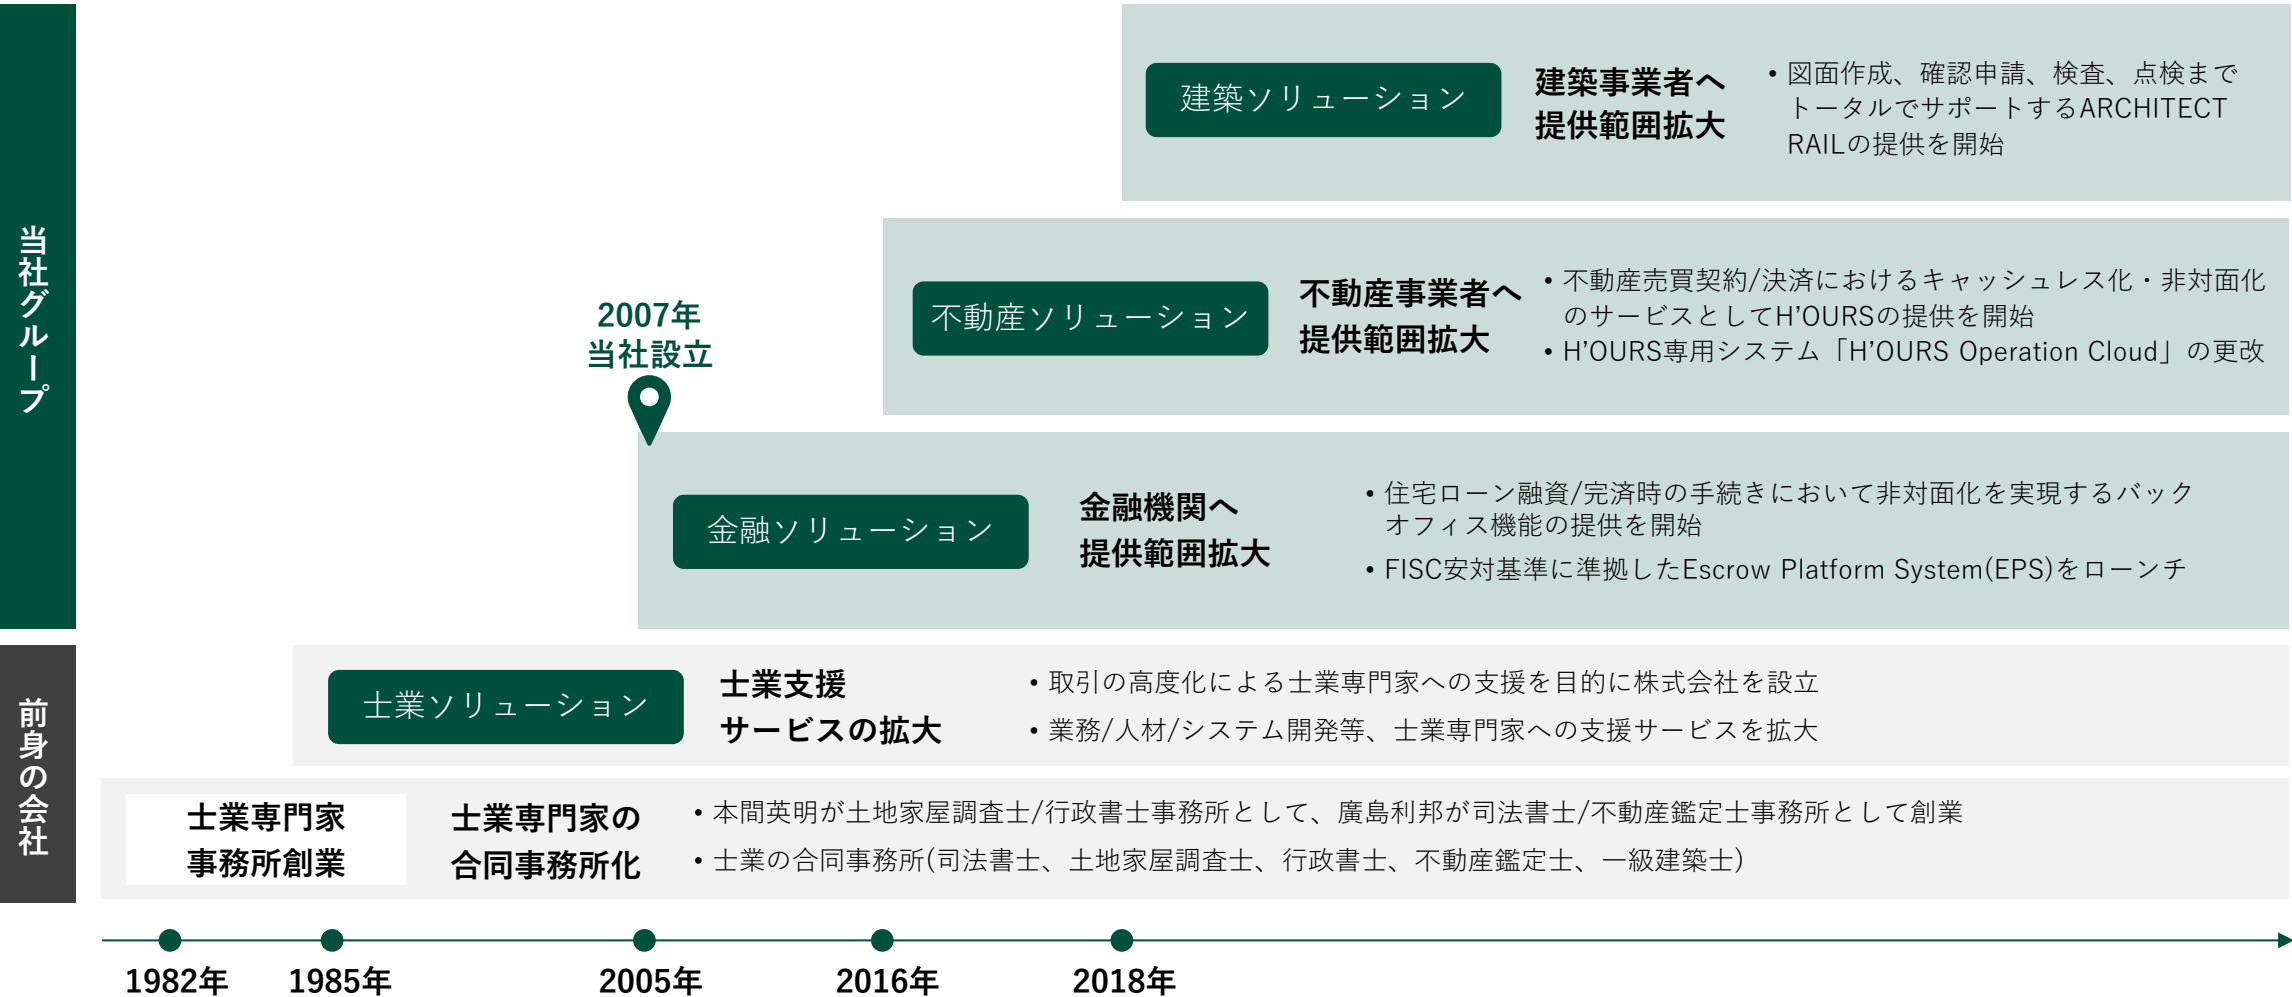 当社グループ
建築ソリューション
建築事業者へ
提供範囲拡大
• 図面作成、確認申請、検査、点検まで
トータルでサポートするARCHITECT
RAILの提供を開始
2007年
当社設立
不動産ソリューション
不動産事業者へ
提供範囲拡大
• 不動産売買契約/決済におけるキャッシュレス化・非対面化
のサービスとしてH’OURSの提供を開始
• H’OURS専用システム「H’OURS Operation Cloud」の更改
金融ソリューション
金融機関へ
提供範囲拡大
• 住宅ローン融資/完済時の手続きにおいて非対面化を実現するバック
オフィス機能の提供を開始
• FISC安対基準に準拠したEscrow Platform System(EPS)をローンチ
前身の会社
士業ソリューション
士業支援
サービスの拡大
• 取引の高度化による士業専門家への支援を目的に株式会社を設立
• 業務/人材/システム開発等、士業専門家への支援サービスを拡大
士業専門家
事務所創業
士業専門家の
合同事務所化
• 本間英明が土地家屋調査士/行政書士事務所として、廣島利邦が司法書士/不動産鑑定士事務所として創業
• 士業の合同事務所(司法書士、土地家屋調査士、行政書士、不動産鑑定士、一級建築士)
1982年
1985年
2005年
2016年
2018年